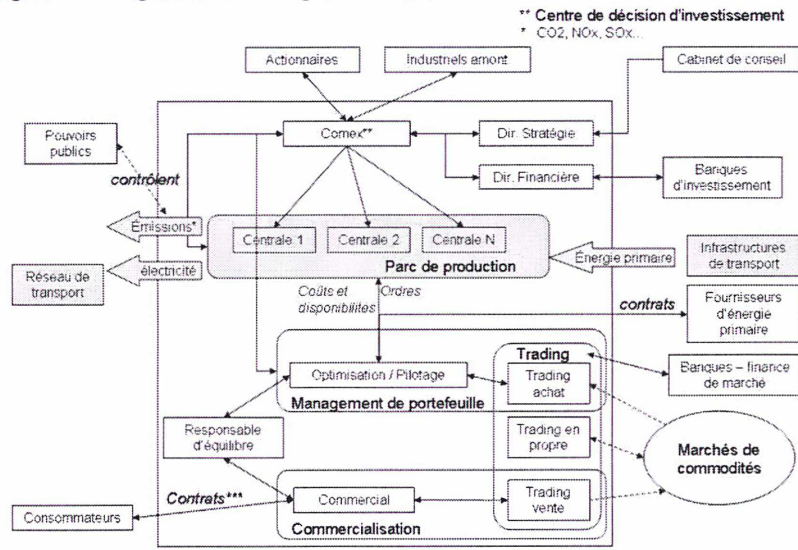 ** Centre de décision d'investissement
* CO2, NOx, SOx...
Actionnaires
Industriels amont
Cabinet de conseil
Pouvoirs
publics
Comex**
Dir. Stratégie
contrôlent
Dir. Financière
Banques
d'investissement
Émissions*
Centrale 1
Centrale 2
Centrale N
Énergie primaire
Infrastructures
de transport
Réseau de
transport
électricité
Parc de production
Coûts et
disponibilites
Ordres
contrats
Fournisseurs
d'énergie
primaire
Trading
Optimisation / Pilotage
Trading
achat
Banques – finance
de marché
Management de portefeuille
Responsable
d'équilibre
Trading en
propre
Marchés de
commodités
Contrats***
Commercial
Trading
vente
Consommateurs
Commercialisation